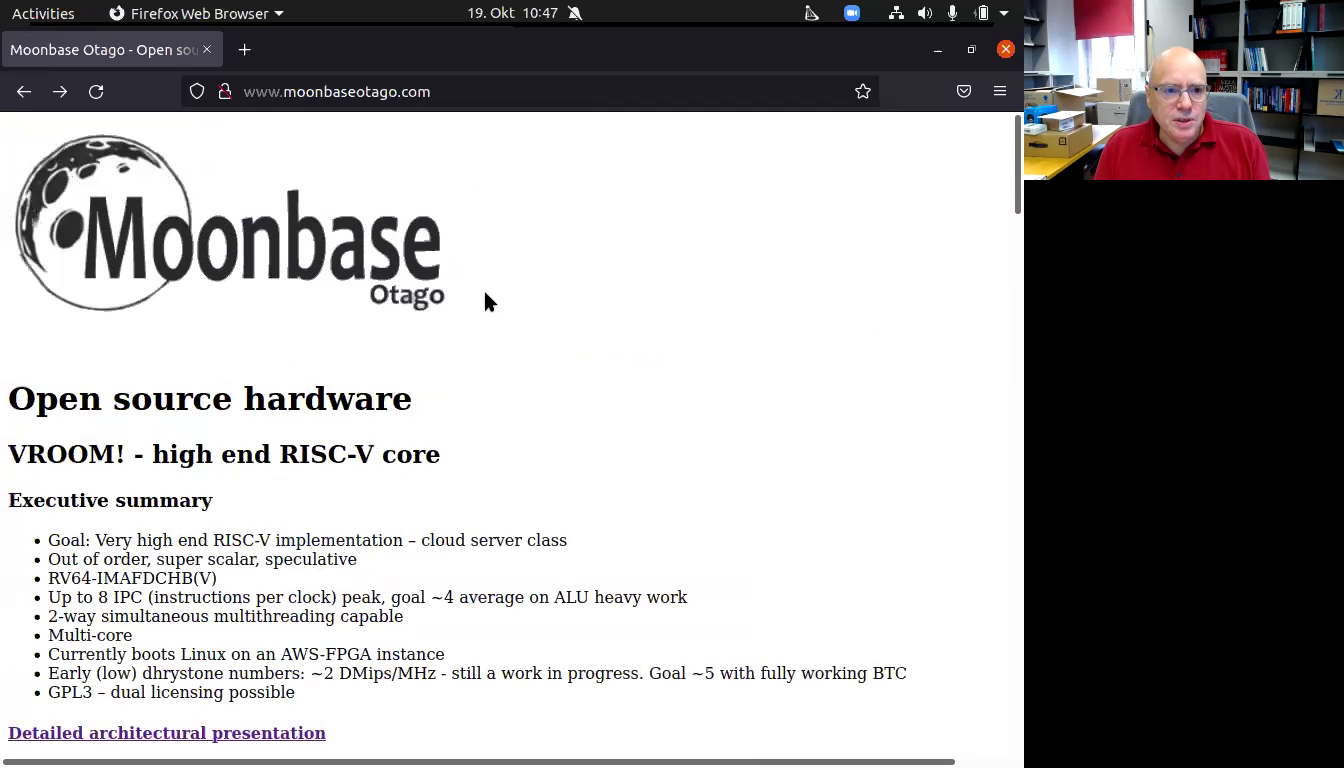 Activities
Firefox Web Browser
19. Okt 10:47
Moonbase Otago - Open sou
www.moonbaseotago.com
Moonbase
Otago
Open source hardware
VROOM! - high end RISC-V core
Executive summary
Goal: Very high end RISC-V implementation – cloud server class
Out of order, super scalar, speculative
RV64-IMAFDCHB(V)
Up to 8 IPC (instructions per clock) peak, goal ~4 average on ALU heavy work
2-way simultaneous multithreading capable
Multi-core
Currently boots Linux on an AWS-FPGA instance
Early (low) dhrystone numbers: ~2 DMips/MHz - still a work in progress. Goal ~5 with fully working BTC
GPL3 – dual licensing possible
Detailed architectural presentation